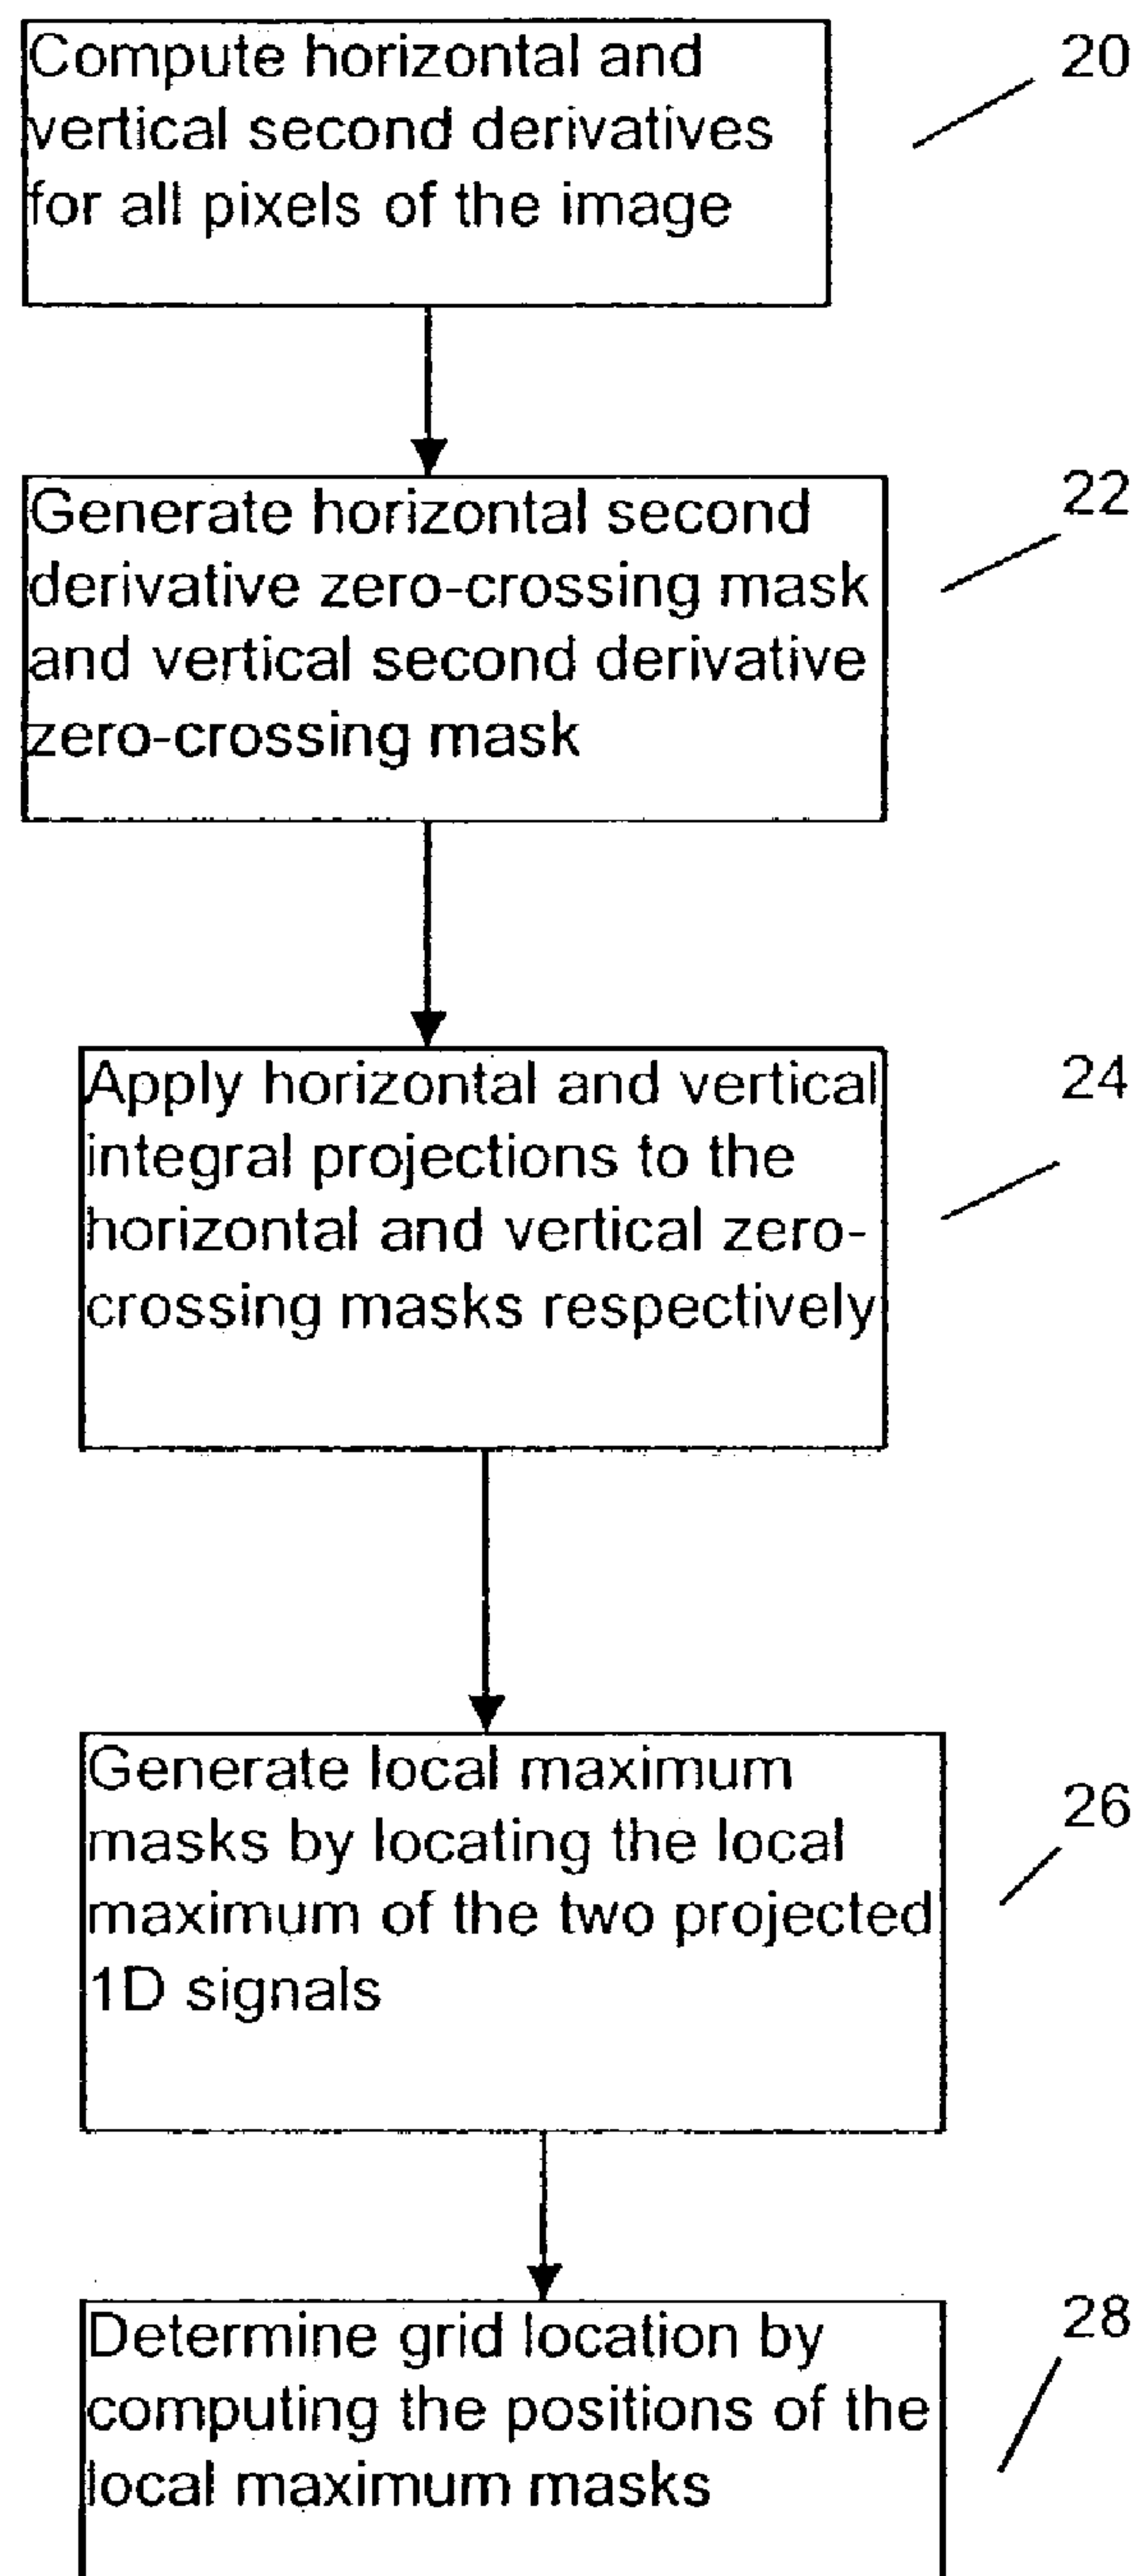 Compute horizontal and
vertical second derivatives
for all pixels of the image
20
Generate horizontal second
derivative zero-crossing mask
and vertical second derivative
zero-crossing mask
22
Apply horizontal and vertical
integral projections to the
horizontal and vertical zero-
crossing masks respectively
24
Generate local maximum
masks by locating the local
maximum of the two projected
1D signals
26
Determine grid location by
computing the positions of the
local maximum masks
28